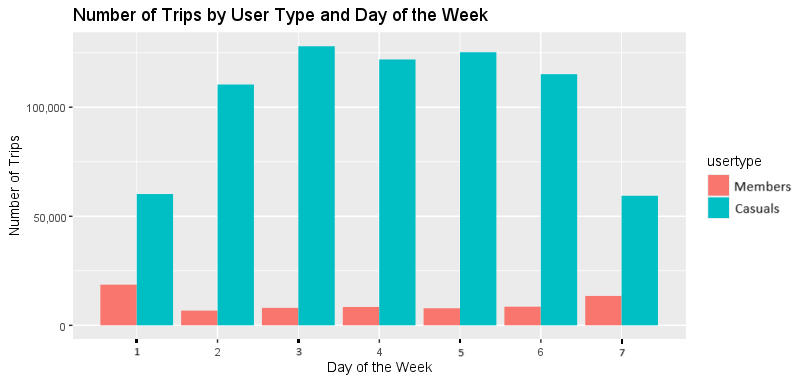 Number of Trips by User Type and Day of the Week
Number of Trips
100,000
50,000
0
1 2 3 4 5 6 7
Day of the Week
usertype
Members
Casuals